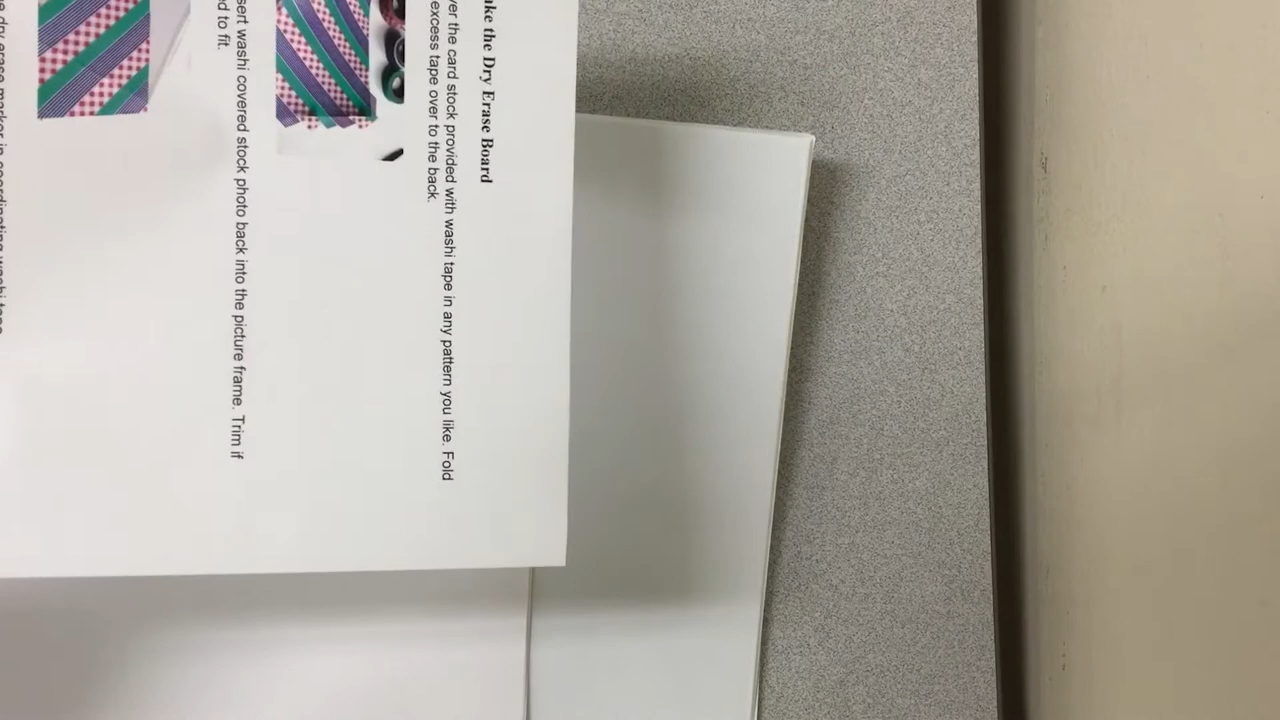 ake the Dry Erase Board
ver the card stock provided with washi tape in any pattern you like. Fold
excess tape over to the back.
sert washi covered stock photo back into the picture frame. Trim if
d to fit.